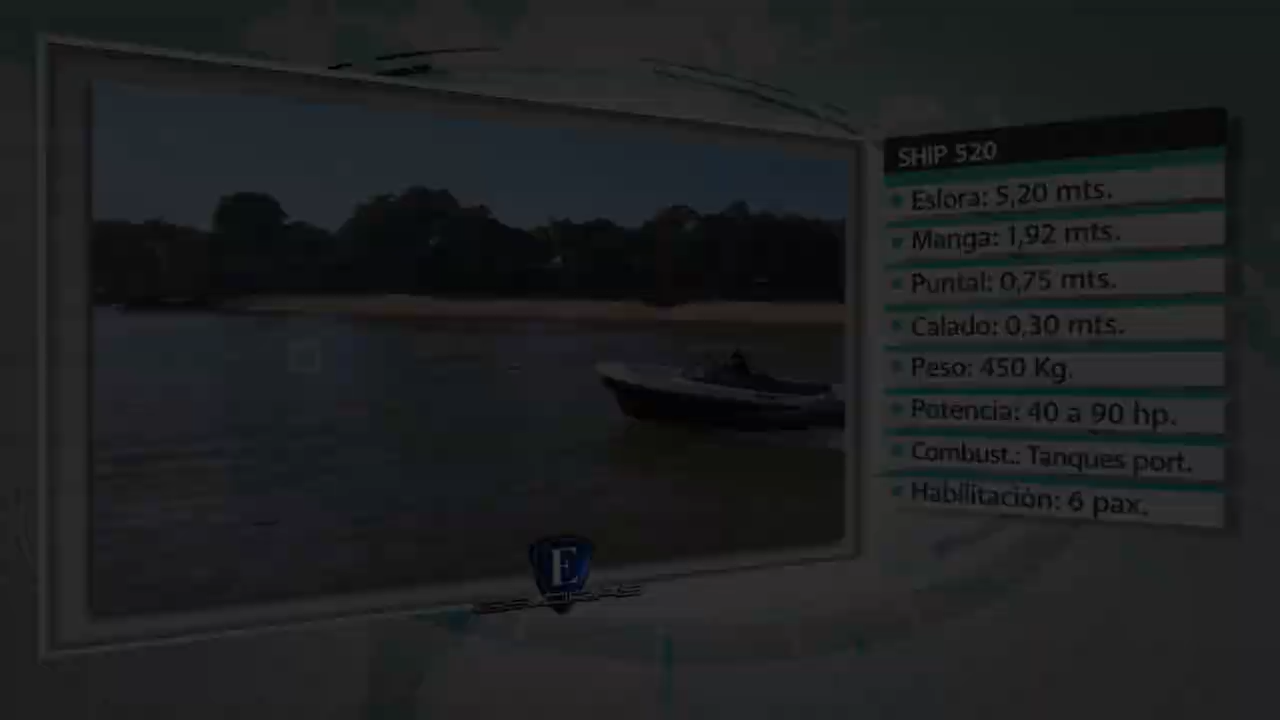 SHIP 520
Eslora: 5,20 mts.
Manga: 1,92 mts.
Puntal: 0,75 mts.
Calado: 0,30 mts.
Peso: 450 Kg.
Potencia: 40 a 90 hp.
Combust.: Tanques port.
Habilitación: 6 pax.
E